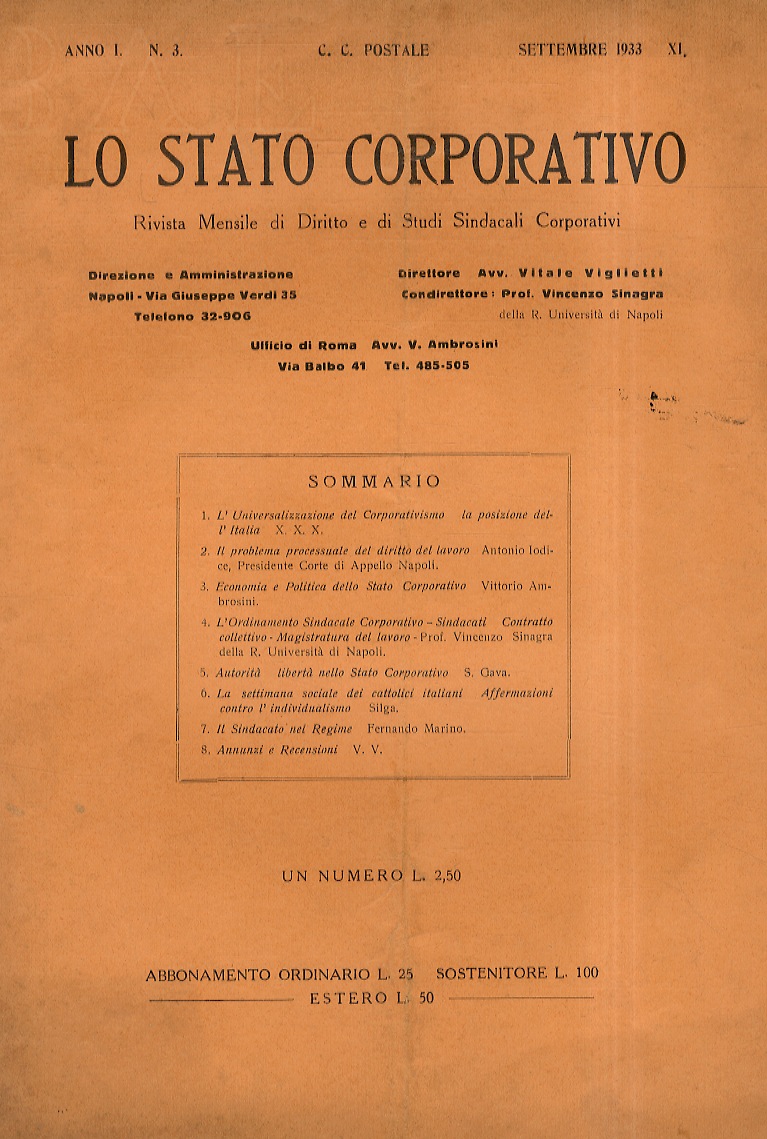 ANNO I. N. 3. C. C. POSTALE SETTEMBRE 1933 XI.
LO STATO CORPORATIVO
Rivista Mensile di Diritto e di Studi Sindacali Corporativi
Direzione e Amministrazione
Napoli - Via Giuseppe Verdi 35
Telefono 32-906
Direttore Avv. Vitale Viglietti
Condirettore: Prof. Vincenzo Sinagra
della R. Università di Napoli
Ufficio di Roma Avv. V. Ambrosini
Via Balbo 41 Tel. 485-505
SOMMARIO
1. L' Universalizzazione del Corporativismo la posizione del-
l' Italia X. X. X.
2. Il problema processuale del diritto del lavoro Antonio Iodi-
ce, Presidente Corte di Appello Napoli.
3. Economia e Politica dello Stato Corporativo Vittorio Am-
brosini.
4. L'Ordinamento Sindacale Corporativo - Sindacati Contratto
collettivo - Magistratura del lavoro - Prof. Vincenzo Sinagra
della R. Università di Napoli.
5. Autorità libertà nello Stato Corporativo S. Gava.
6. La settimana sociale dei cattolici italiani Affermazioni
contro l' individualismo Silga.
7. Il Sindacato nel Regime Fernando Marino.
8. Annunzi e Recensioni V. V.
UN NUMERO L. 2,50
ABBONAMENTO ORDINARIO L. 25 SOSTENITORE L. 100
ESTERO L. 50